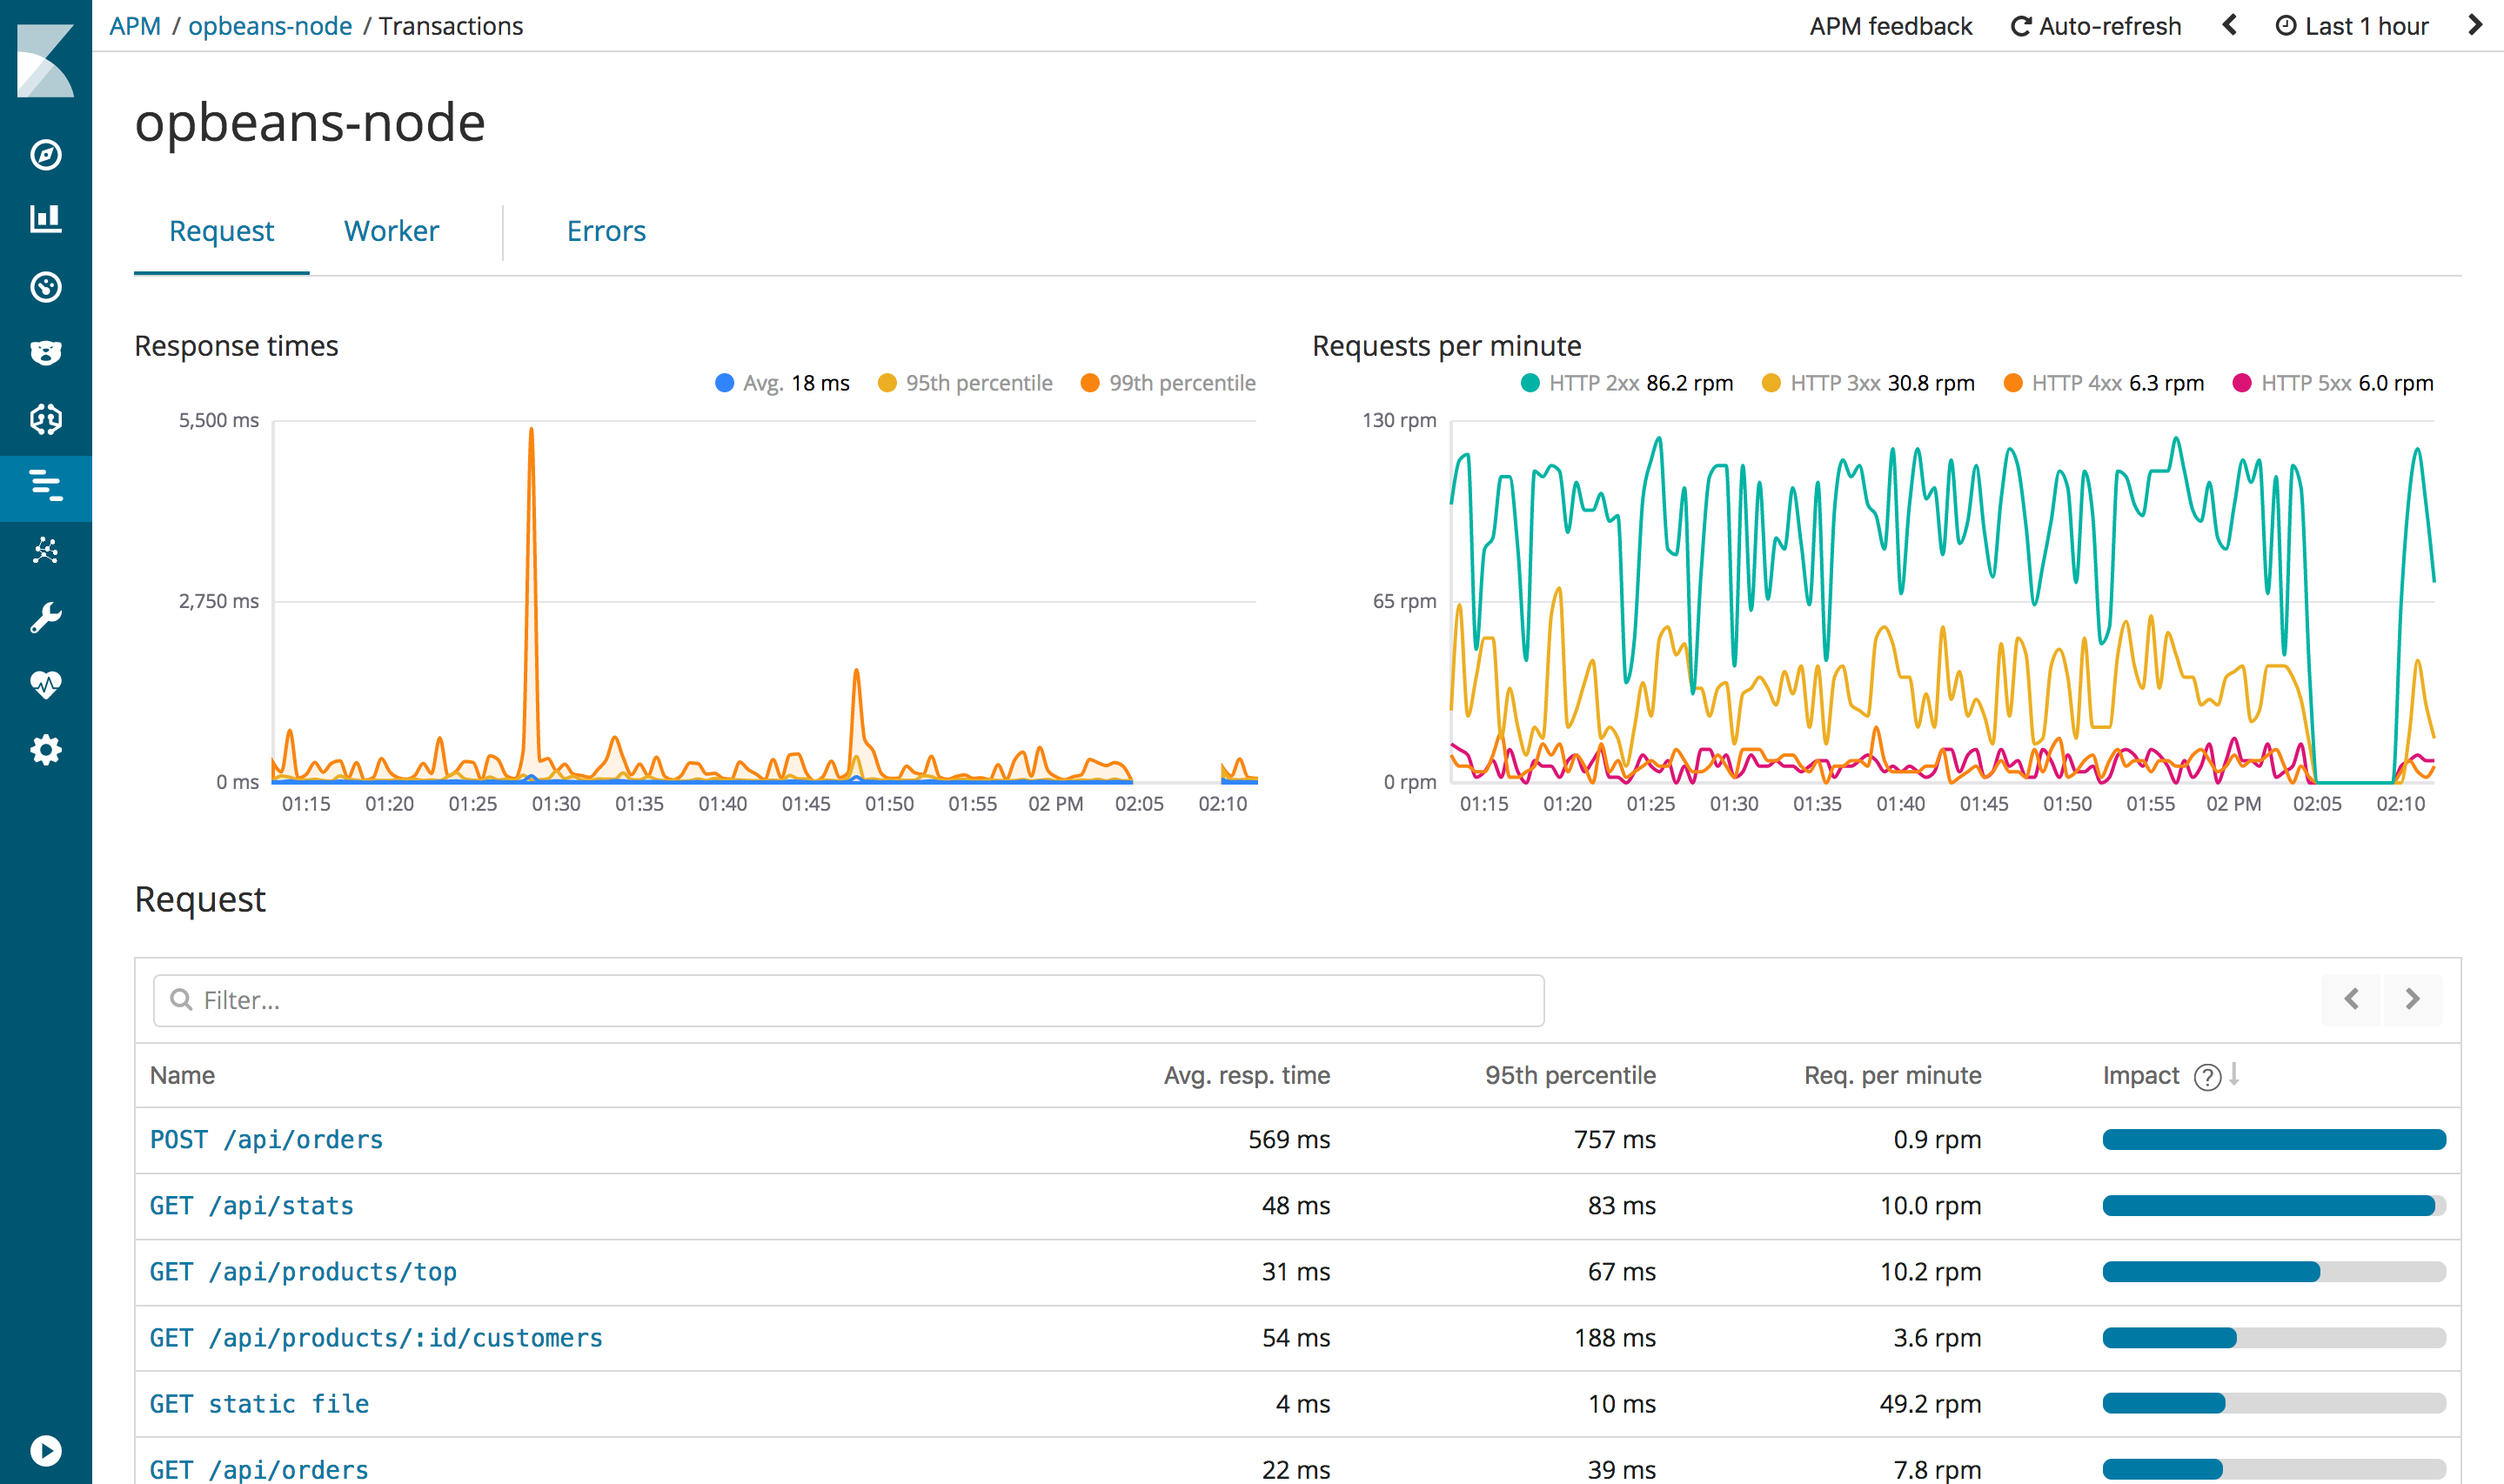 APM / opbeans-node / Transactions
APM feedback Auto-refresh Last 1 hour
opbeans-node
Request Worker Errors
Response times
Avg. 18 ms 95th percentile 99th percentile
5,500 ms
2,750 ms
0 ms
01:15 01:20 01:25 01:30 01:35 01:40 01:45 01:50 01:55 02 PM 02:05 02:10
Requests per minute
HTTP 2xx 86.2 rpm HTTP 3xx 30.8 rpm HTTP 4xx 6.3 rpm HTTP 5xx 6.0 rpm
130 rpm
65 rpm
0 rpm
01:15 01:20 01:25 01:30 01:35 01:40 01:45 01:50 01:55 02 PM 02:05 02:10
Request
Filter...
Name Avg. resp. time 95th percentile Req. per minute Impact ?
POST /api/orders 569 ms 757 ms 0.9 rpm
GET /api/stats 48 ms 83 ms 10.0 rpm
GET /api/products/top 31 ms 67 ms 10.2 rpm
GET /api/products/:id/customers 54 ms 188 ms 3.6 rpm
GET static file 4 ms 10 ms 49.2 rpm
GET /api/orders 22 ms 39 ms 7.8 rpm